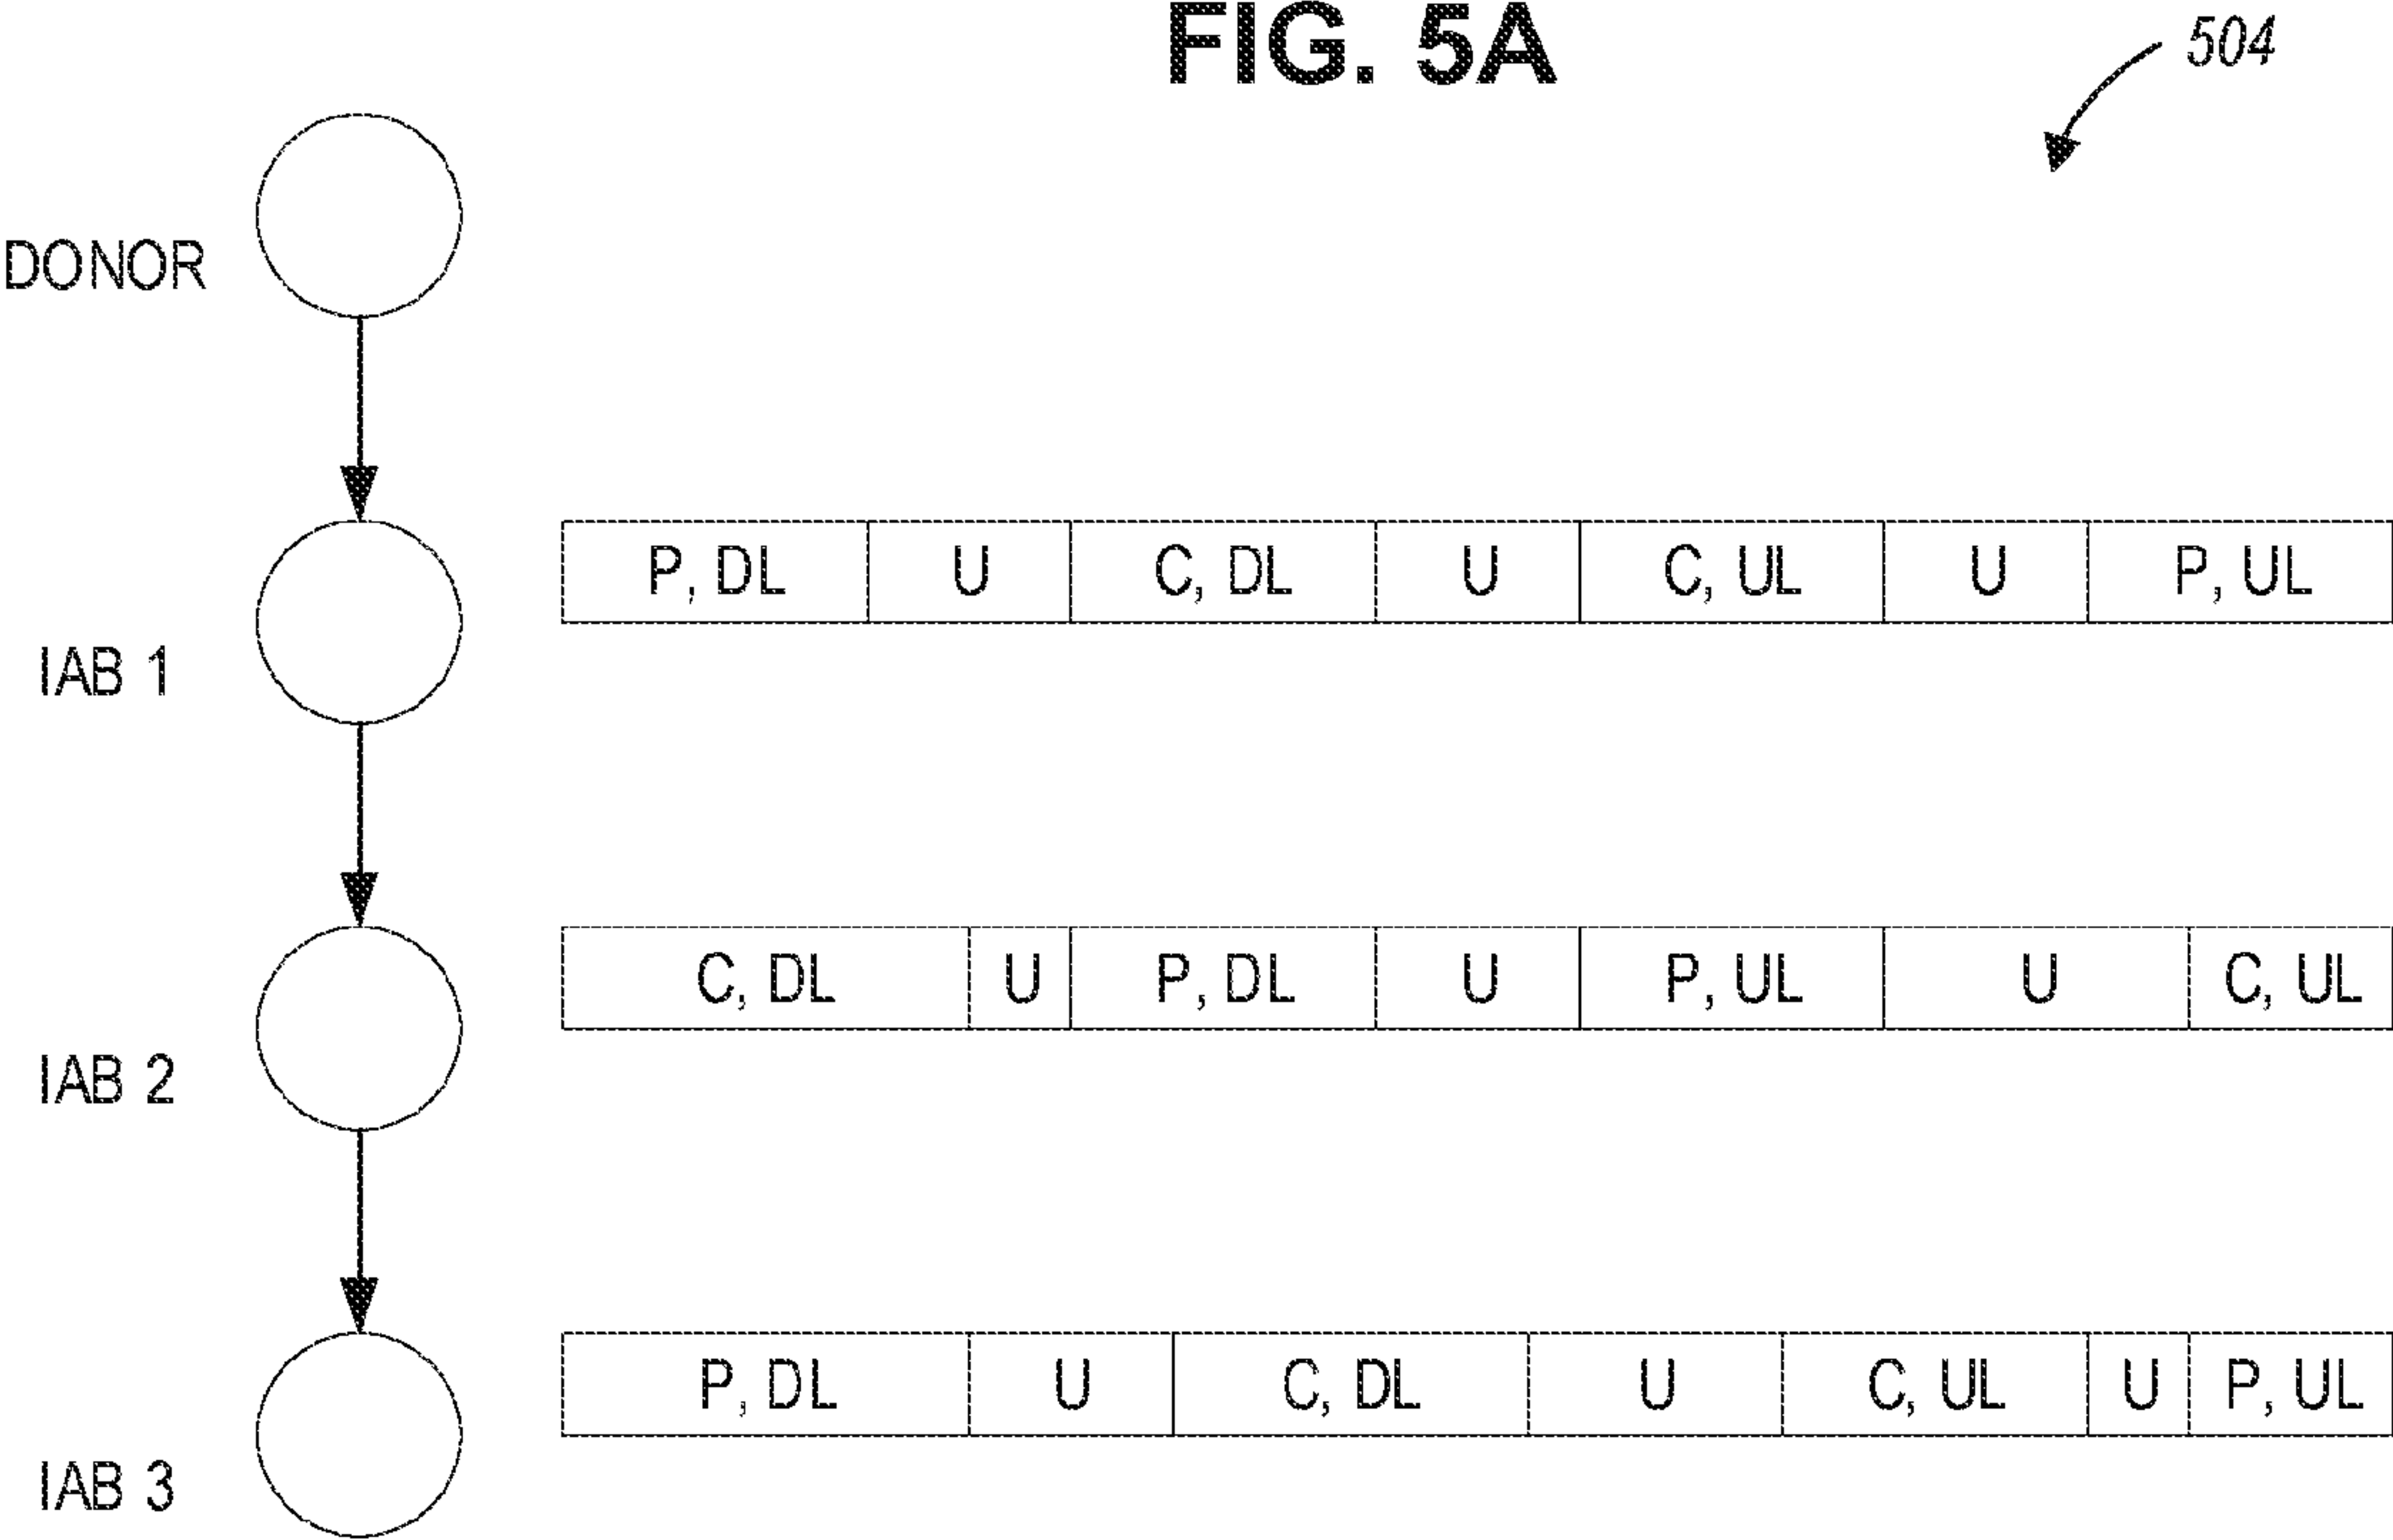 FIG. 5A
504
DONOR
P, DL U C, DL U C, UL U P, UL
IAB 1
C, DL U P, DL U P, UL U C, UL
IAB 2
P, DL U C, DL U C, UL U P, UL
IAB 3